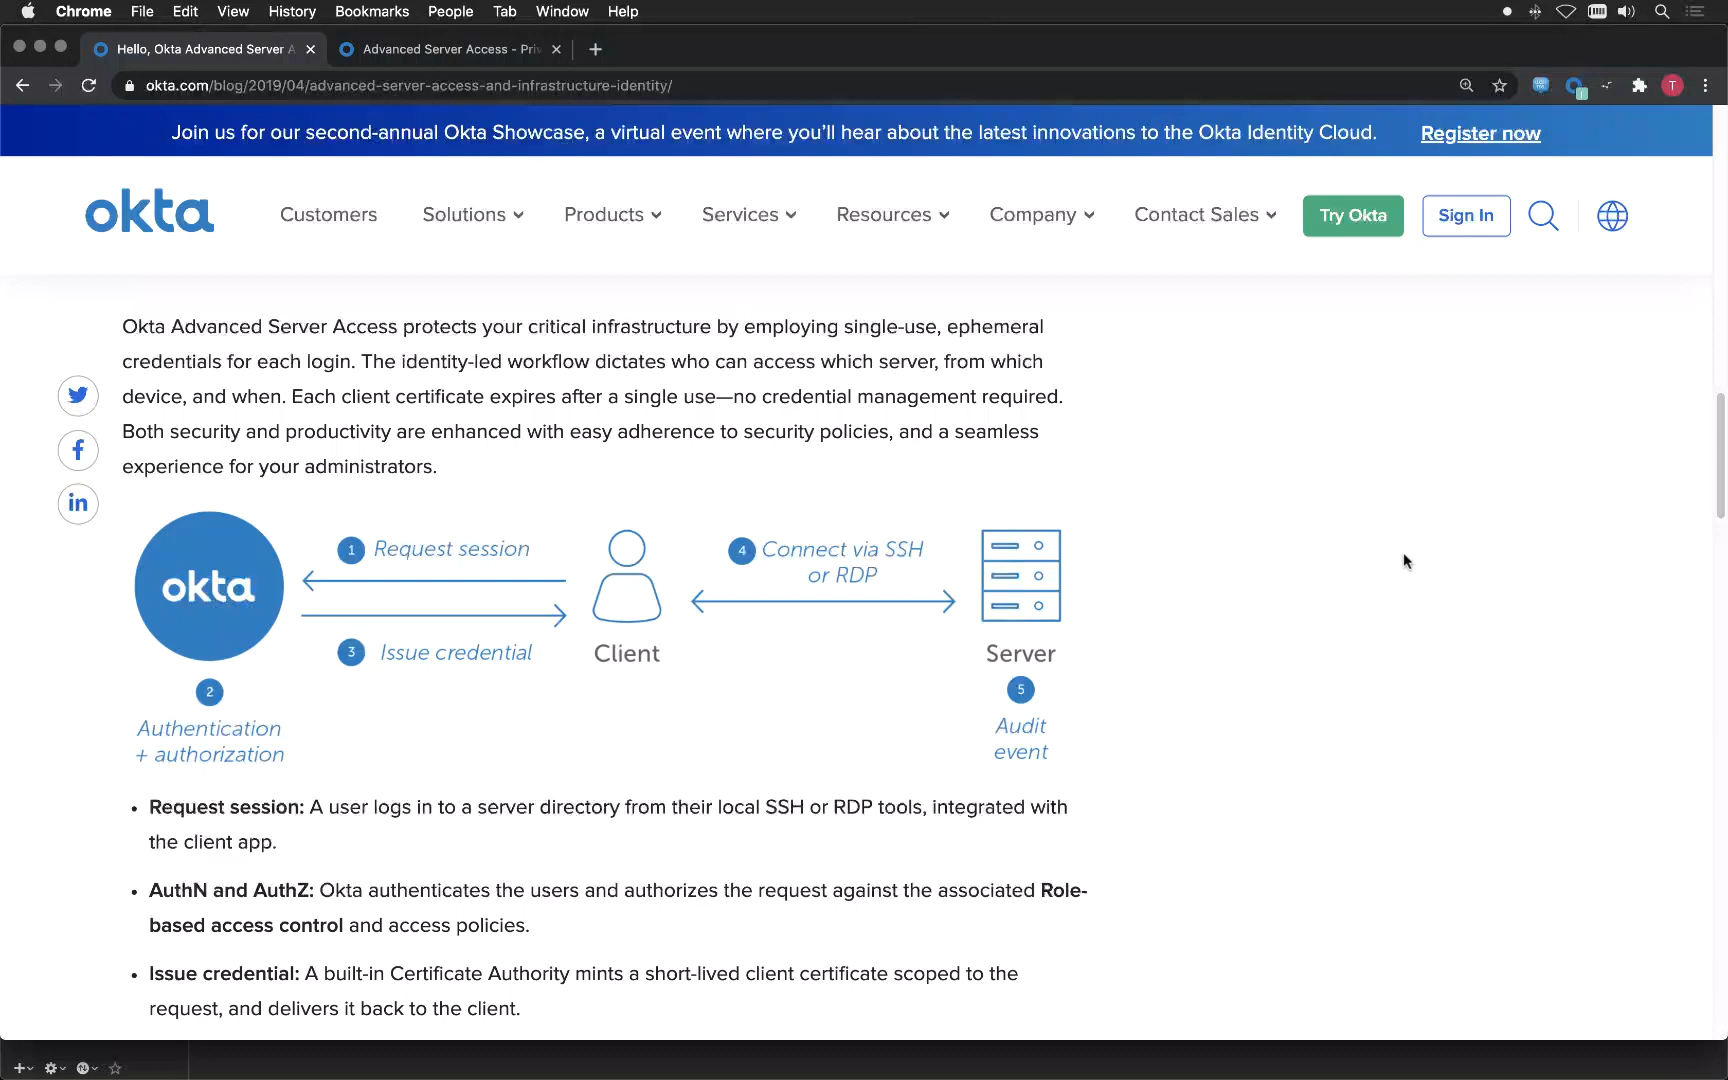 Chrome File Edit View History Bookmarks People Tab Window Help
Hello, Okta Advanced Server A
Advanced Server Access - Priv
okta.com/blog/2019/04/advanced-server-access-and-infrastructure-identity/
T
Join us for our second-annual Okta Showcase, a virtual event where you’ll hear about the latest innovations to the Okta Identity Cloud. Register now
okta Customers Solutions Products Services Resources Company Contact Sales Try Okta Sign In
Okta Advanced Server Access protects your critical infrastructure by employing single-use, ephemeral
credentials for each login. The identity-led workflow dictates who can access which server, from which
device, and when. Each client certificate expires after a single use—no credential management required.
Both security and productivity are enhanced with easy adherence to security policies, and a seamless
experience for your administrators.
okta
1 Request session
3 Issue credential
2
Authentication
+ authorization
Client
4 Connect via SSH
or RDP
Server
5
Audit
event
• Request session: A user logs in to a server directory from their local SSH or RDP tools, integrated with
the client app.
• AuthN and AuthZ: Okta authenticates the users and authorizes the request against the associated Role-
based access control and access policies.
• Issue credential: A built-in Certificate Authority mints a short-lived client certificate scoped to the
request, and delivers it back to the client.